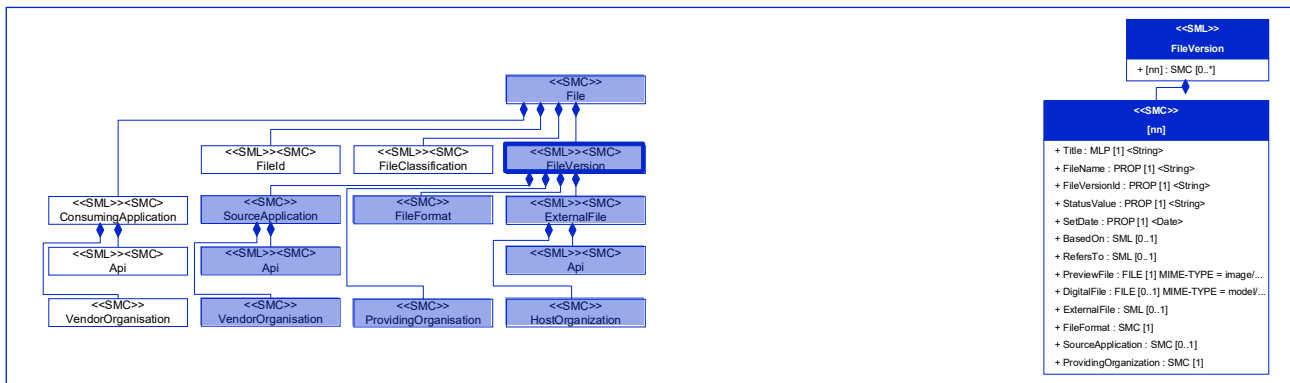 <<SMC>>
File
<<SML>><<SMC>>
FileId
<<SML>><<SMC>>
FileClassification
<<SML>><<SMC>>
FileVersion
<<SML>><<SMC>>
ConsumingApplication
<<SML>><<SMC>>
SourceApplication
<<SMC>>
FileFormat
<<SML>><<SMC>>
ExternalFile
<<SML>><<SMC>>
Api
<<SML>><<SMC>>
Api
<<SML>><<SMC>>
Api
<<SMC>>
VendorOrganisation
<<SMC>>
VendorOrganisation
<<SMC>>
ProvidingOrganisation
<<SMC>>
HostOrganization
<<SML>>
FileVersion
+ [nn] : SMC [0..*]
<<SMC>>
[nn]
+ Title : MLP [1] <String>
+ FileName : PROP [1] <String>
+ FileVersionId : PROP [1] <String>
+ StatusValue : PROP [1] <String>
+ SetDate : PROP [1] <Date>
+ BasedOn : SML [0..1]
+ RefersTo : SML [0..1]
+ PreviewFile : FILE [1] MIME-TYPE = image/...
+ DigitalFile : FILE [0..1] MIME-TYPE = model/...
+ ExternalFile : SML [0..1]
+ FileFormat : SMC [1]
+ SourceApplication : SMC [0..1]
+ ProvidingOrganization : SMC [1]